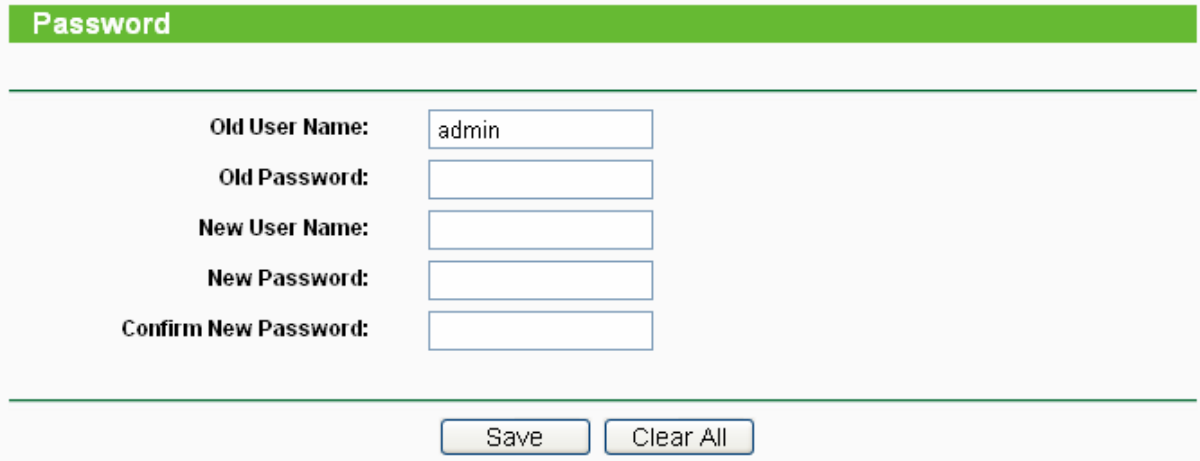 Password
Old User Name: admin
Old Password:
New User Name:
New Password:
Confirm New Password:
Save Clear All